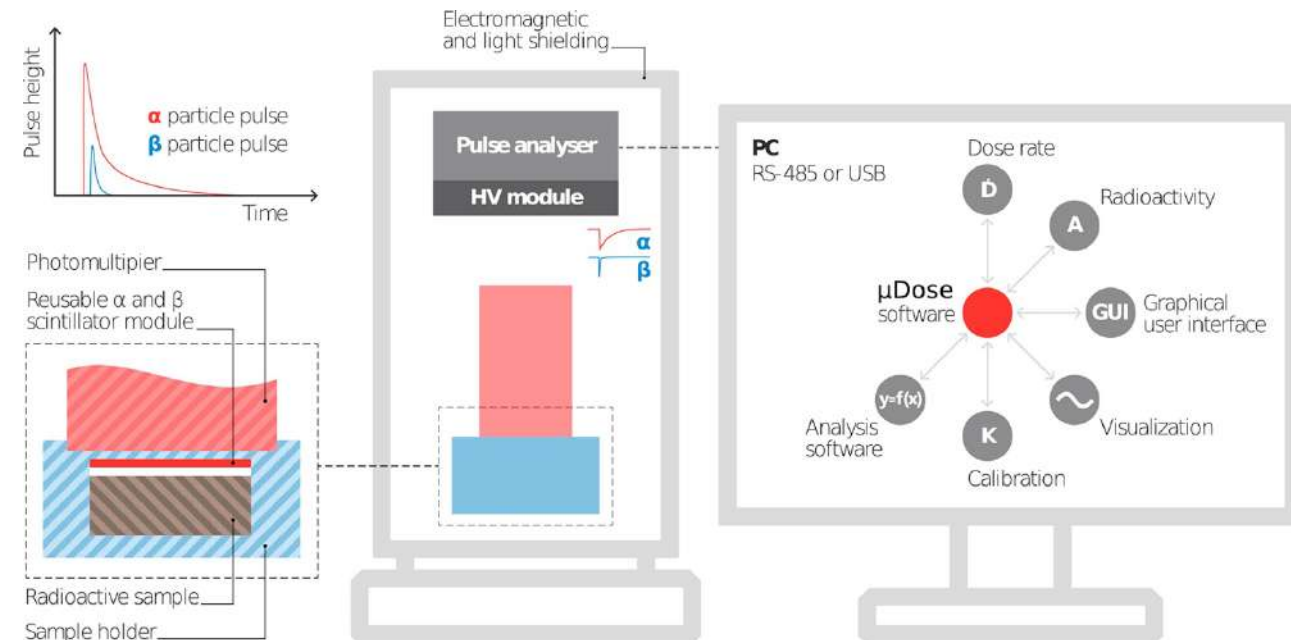 Electromagnetic
and light shielding
Pulse height
α particle pulse
β particle pulse
Time
Pulse analyser
HV module
α
β
Photomultipier
Reusable α and β
scintillator module
Radioactive sample
Sample holder
PC
RS-485 or USB
Dose rate
Ḋ
Radioactivity
A
µDose
software
GUI
Graphical
user interface
y=f(x)
Analysis
software
K
Calibration
Visualization